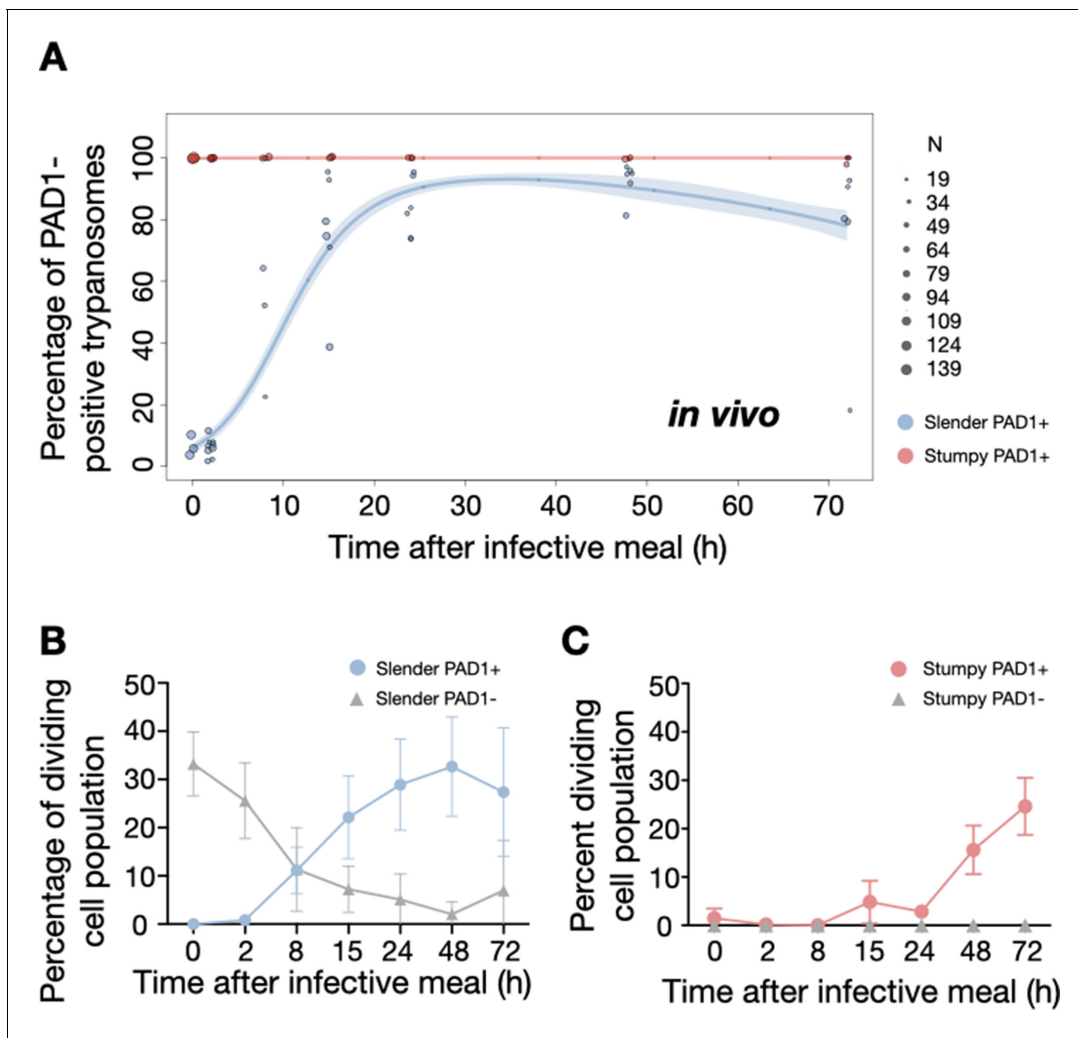 A
Percentage of PAD1-
positive trypanosomes
100
80
60
40
20
0
0 10 20 30 40 50 60 70
Time after infective meal (h)
in vivo
N
19
34
49
64
79
94
109
124
139
Slender PAD1+
Stumpy PAD1+
B
Slender PAD1+
Slender PAD1-
Percentage of dividing
cell population
50
40
30
20
10
0
0 2 8 15 24 48 72
Time after infective meal (h)
C
Stumpy PAD1+
Stumpy PAD1-
Percent dividing
cell population
50
40
30
20
10
0
0 2 8 15 24 48 72
Time after infective meal (h)